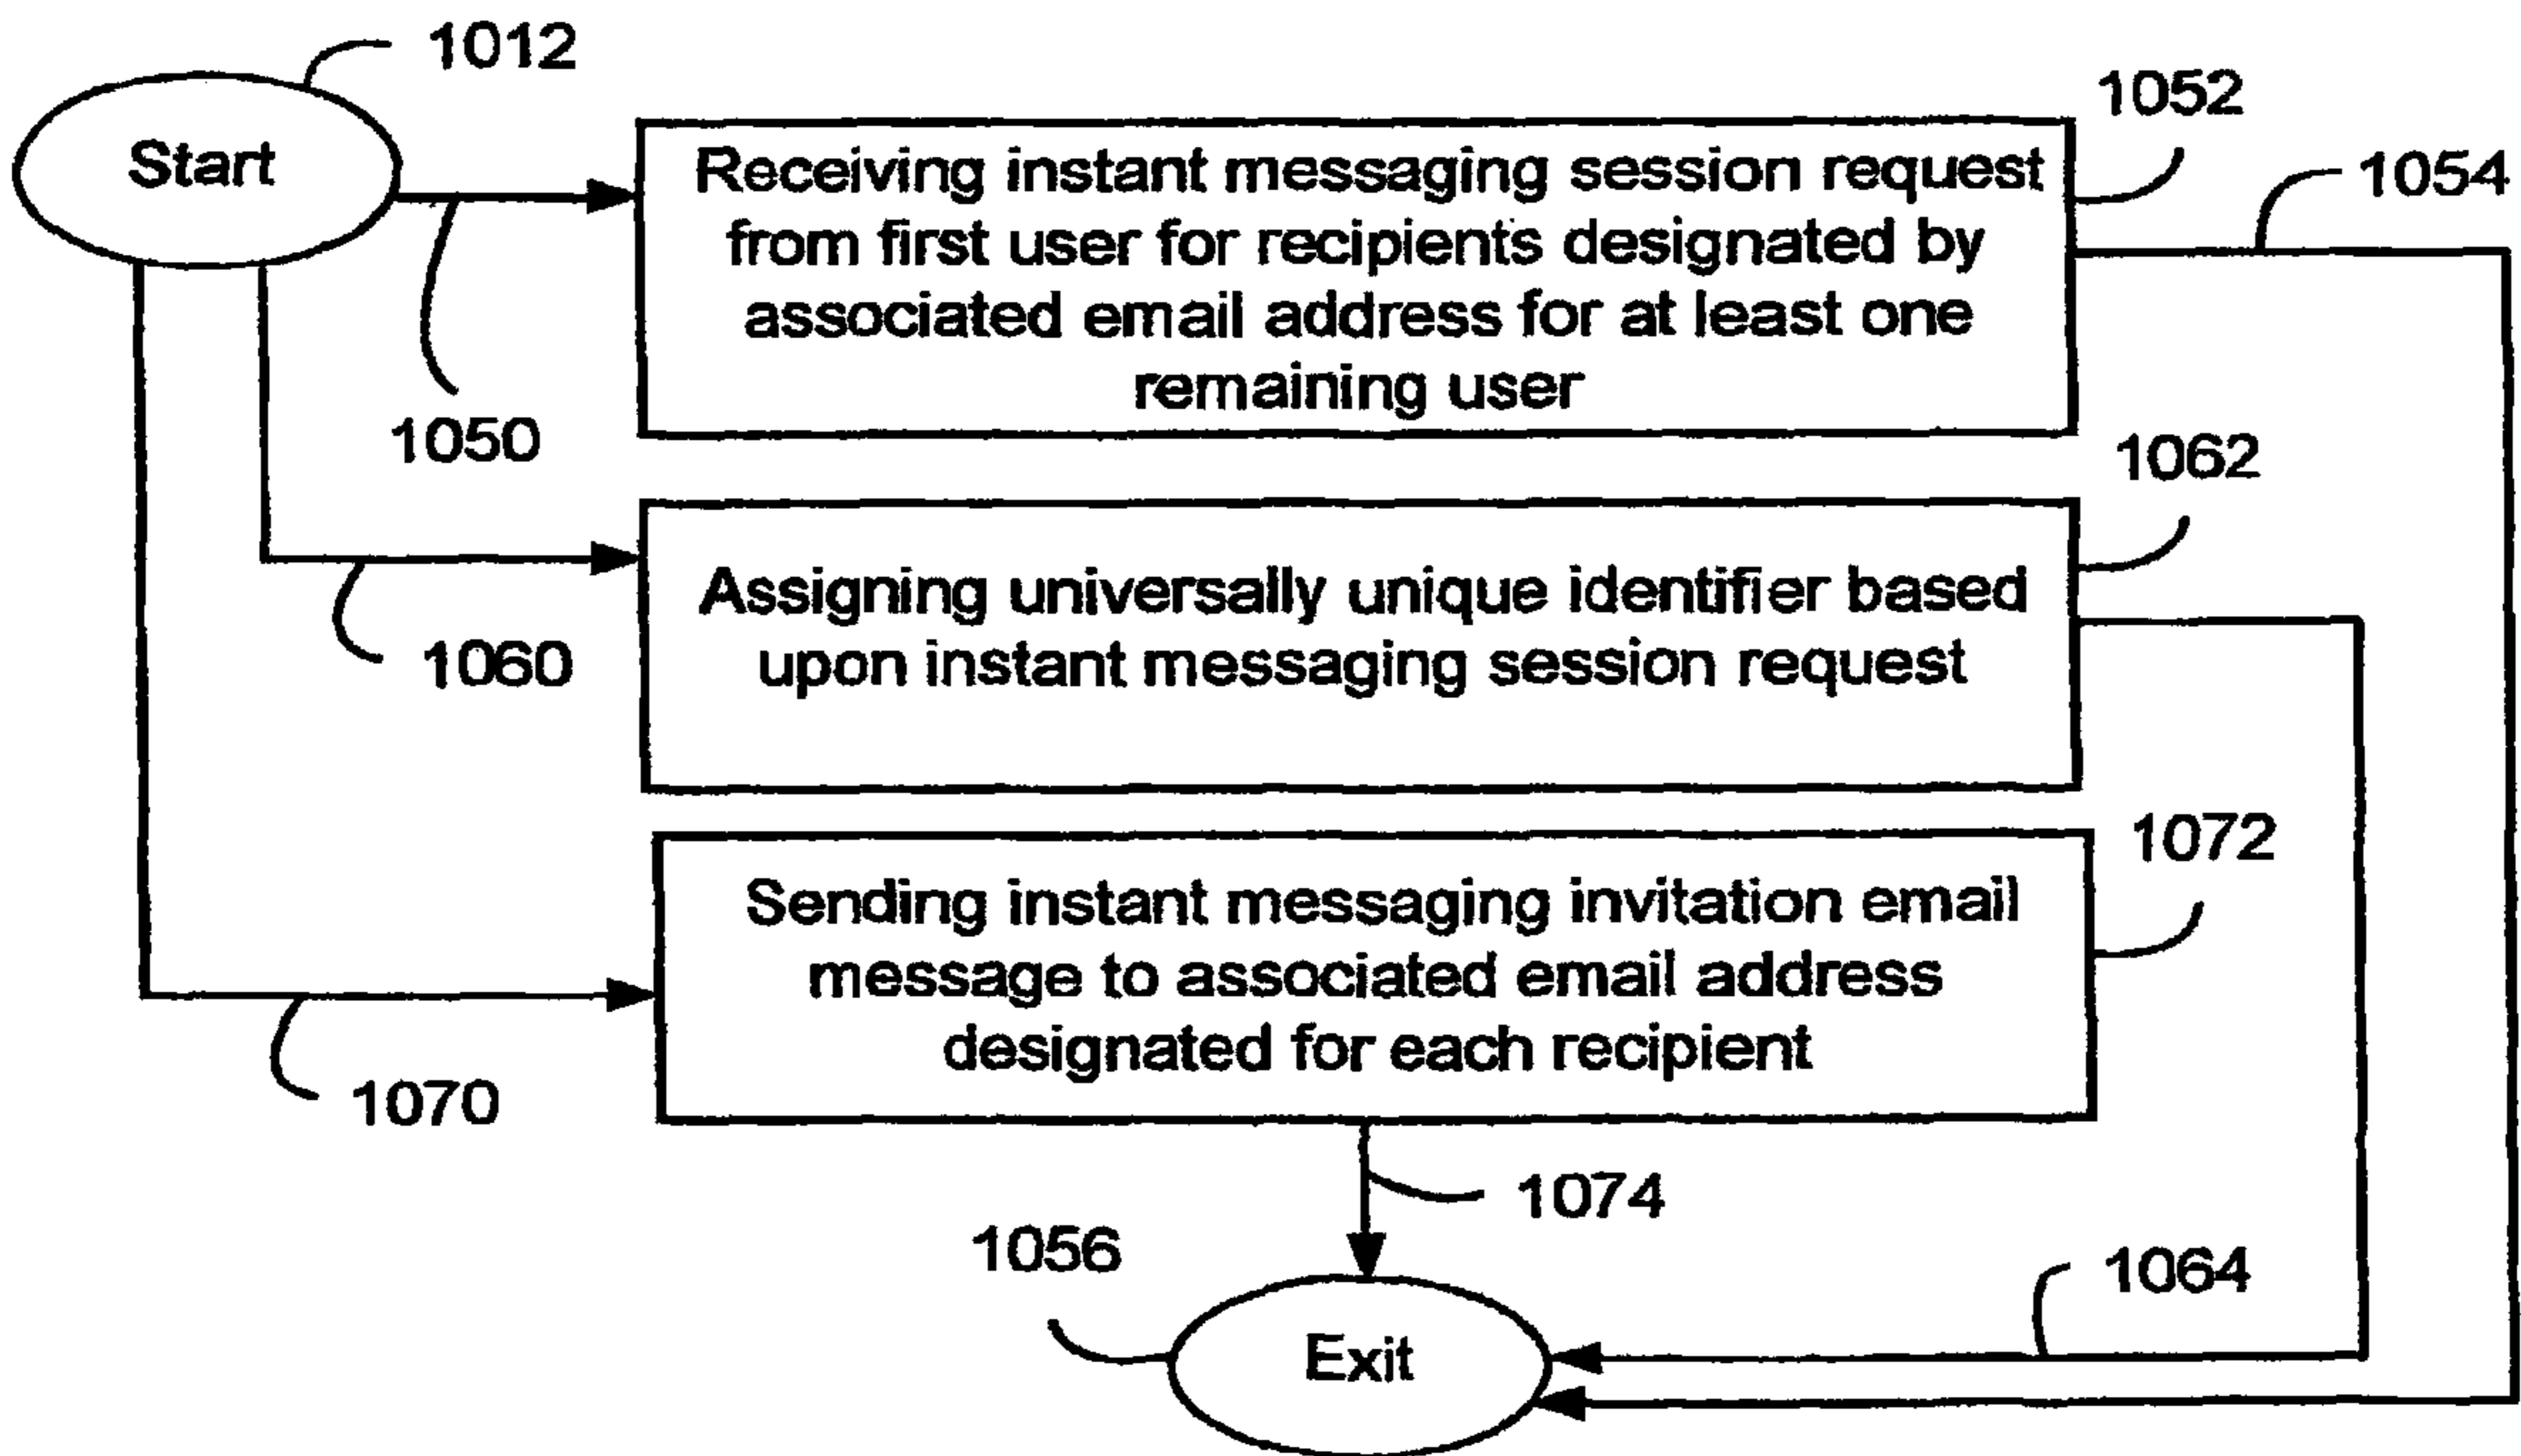 1012
Start
1052
Receiving instant messaging session request
from first user for recipients designated by
associated email address for at least one
remaining user
1054
1050
1062
Assigning universally unique identifier based
upon instant messaging session request
1060
1072
Sending instant messaging invitation email
message to associated email address
designated for each recipient
1070
1074
1056
Exit
1064